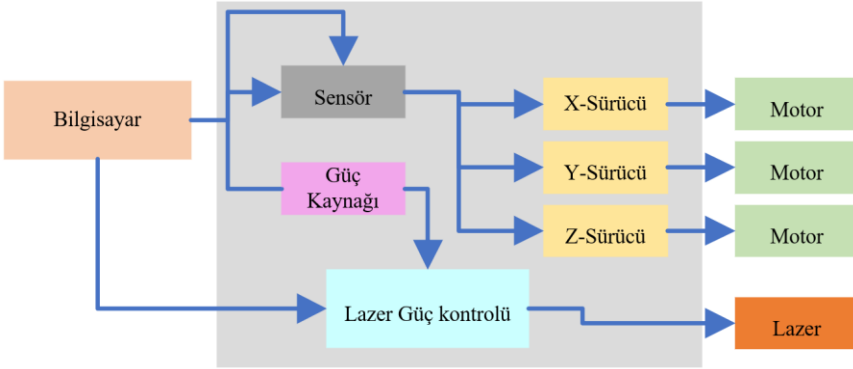 Bilgisayar
Sensör
Güç
Kaynağı
Lazer Güç kontrolü
X-Sürücü
Y-Sürücü
Z-Sürücü
Motor
Motor
Motor
Lazer